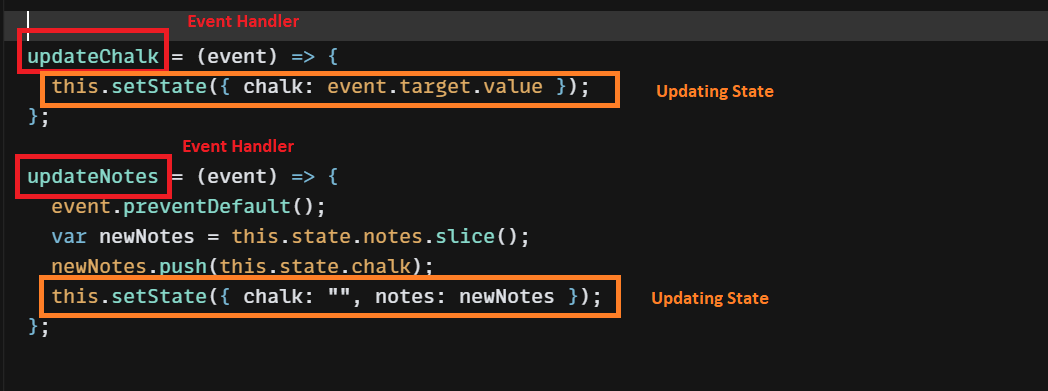 Event Handler
updateChalk = (event) => {
this.setState({ chalk: event.target.value }); Updating State
};
Event Handler
updateNotes = (event) => {
event.preventDefault();
var newNotes = this.state.notes.slice();
newNotes.push(this.state.chalk);
this.setState({ chalk: "", notes: newNotes }); Updating State
};